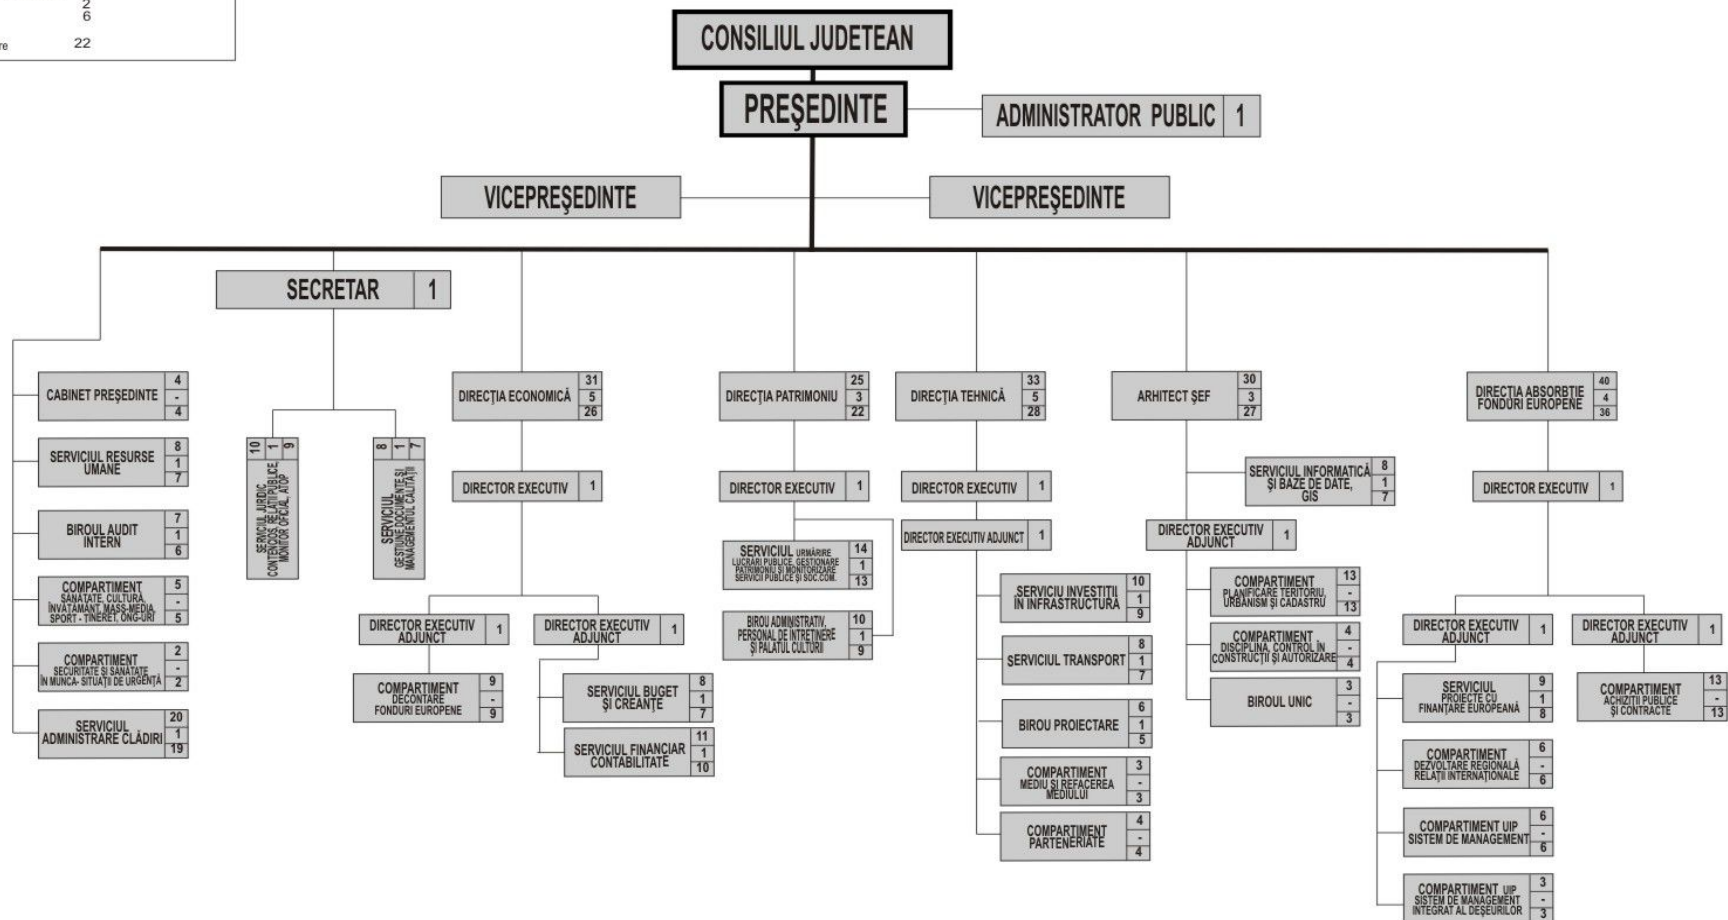 2
6
re 22
CONSILIUL JUDETEAN
PREŞEDINTE
ADMINISTRATOR PUBLIC 1
VICEPREŞEDINTE
VICEPREŞEDINTE
SECRETAR 1
CABINET PREŞEDINTE
4
-
4
SERVICIUL RESURSE
UMANE
8
1
7
BIROUL AUDIT
INTERN
7
1
6
COMPARTIMENT
SANĂTATE, CULTURĂ,
ÎNVĂTAMÂNT, MASS-MEDIA,
SPORT - TINERET, ONG-URI
5
-
5
COMPARTIMENT
SECURITATE SI SANĂTATE
ÎN MUNCA- SITUAŢII DE URGENŢĂ
2
-
2
SERVICIUL
ADMINISTRARE CLĂDIRI
20
1
19
10
1
9
SERVICIUL JURIDIC
CONTENCIOS, RELAŢII PUBLICE,
MONITOR OFICIAL, ATOP
8
1
7
SERVICIUL
GESTIUNE DOCUMENTE SI
MANAGEMENTUL CALITĂŢII
DIRECŢIA ECONOMICĂ
31
5
26
DIRECTOR EXECUTIV 1
DIRECTOR EXECUTIV
ADJUNCT
1
COMPARTIMENT
DECONTARE
FONDURI EUROPENE
9
-
9
DIRECTOR EXECUTIV
ADJUNCT
1
SERVICIUL BUGET
ŞI CREANŢE
8
1
7
SERVICIUL FINANCIAR
CONTABILITATE
11
1
10
DIRECŢIA PATRIMONIU
25
3
22
DIRECTOR EXECUTIV 1
SERVICIUL URMĂRIRE
LUCRĂRI PUBLICE, GESTIONARE
PATRIMONIU SI MONITORIZARE
SERVICII PUBLICE SI SOC.COM.
14
1
13
BIROU ADMINISTRATIV,
PERSONAL DE INTREŢINERE
ŞI PALATUL CULTURII
10
1
9
DIRECŢIA TEHNICĂ
33
5
28
DIRECTOR EXECUTIV 1
DIRECTOR EXECUTIV ADJUNCT 1
SERVICIU INVESTIŢII
IN INFRASTRUCTURA
10
1
9
SERVICIUL TRANSPORT
8
1
7
BIROU PROIECTARE
6
1
5
COMPARTIMENT
MEDIU ŞI REFACEREA
MEDIULUI
3
-
3
COMPARTIMENT
PARTENERIATE
4
-
4
ARHITECT ŞEF
30
3
27
SERVICIUL INFORMATICĂ
ŞI BAZE DE DATE,
GIS
8
1
7
DIRECTOR EXECUTIV
ADJUNCT
1
COMPARTIMENT
PLANIFICARE TERITORIU,
URBANISM ŞI CADASTRU
13
-
13
COMPARTIMENT
DISCIPLINA, CONTROL ÎN
CONSTRUCŢII ŞI AUTORIZARE
4
-
4
BIROUL UNIC
3
-
3
DIRECŢIA ABSORBŢIE
FONDURI EUROPENE
40
4
36
DIRECTOR EXECUTIV 1
DIRECTOR EXECUTIV
ADJUNCT
1
SERVICIUL
PROIECTE CU
FINANŢARE EUROPEANĂ
9
1
8
COMPARTIMENT
DEZVOLTARE REGIONALĂ
RELAŢII INTERNAŢIONALE
6
-
6
COMPARTIMENT UIP
SISTEM DE MANAGEMENT
6
-
6
COMPARTIMENT UIP
SISTEM DE MANAGEMENT
INTEGRAT AL DEŞEURILOR
3
-
3
DIRECTOR EXECUTIV
ADJUNCT
1
COMPARTIMENT
ACHIZIŢII PUBLICE
ŞI CONTRACTE
13
-
13